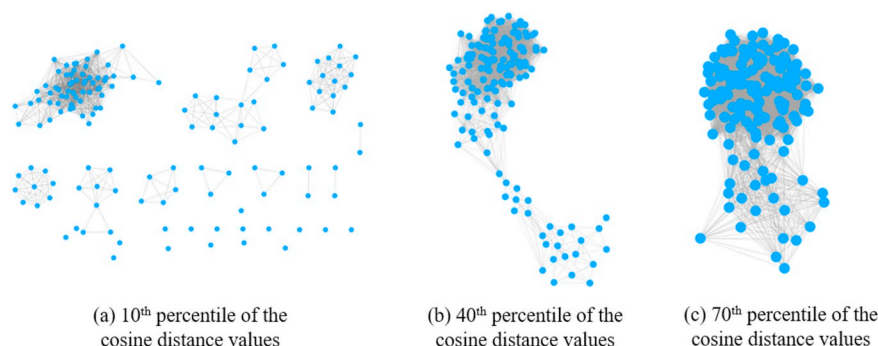 (a) 10th percentile of the
cosine distance values
(b) 40th percentile of the
cosine distance values
(c) 70th percentile of the
cosine distance values